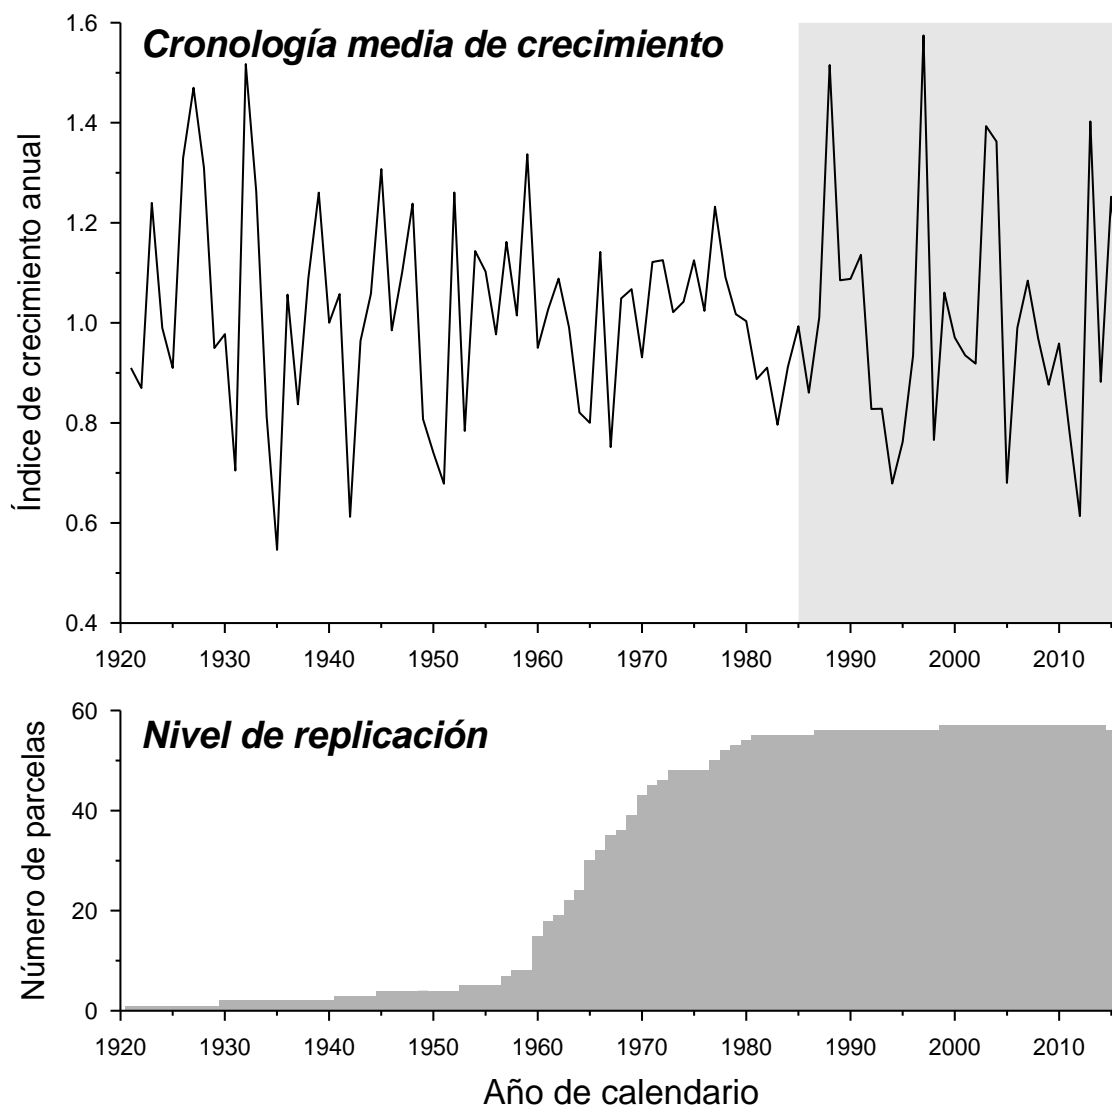 Cronología media de crecimiento
Índice de crecimiento anual
1.6
1.4
1.2
1.0
0.8
0.6
0.4
1920 1930 1940 1950 1960 1970 1980 1990 2000 2010
Nivel de replicación
Número de parcelas
60
40
20
0
1920 1930 1940 1950 1960 1970 1980 1990 2000 2010
Año de calendario